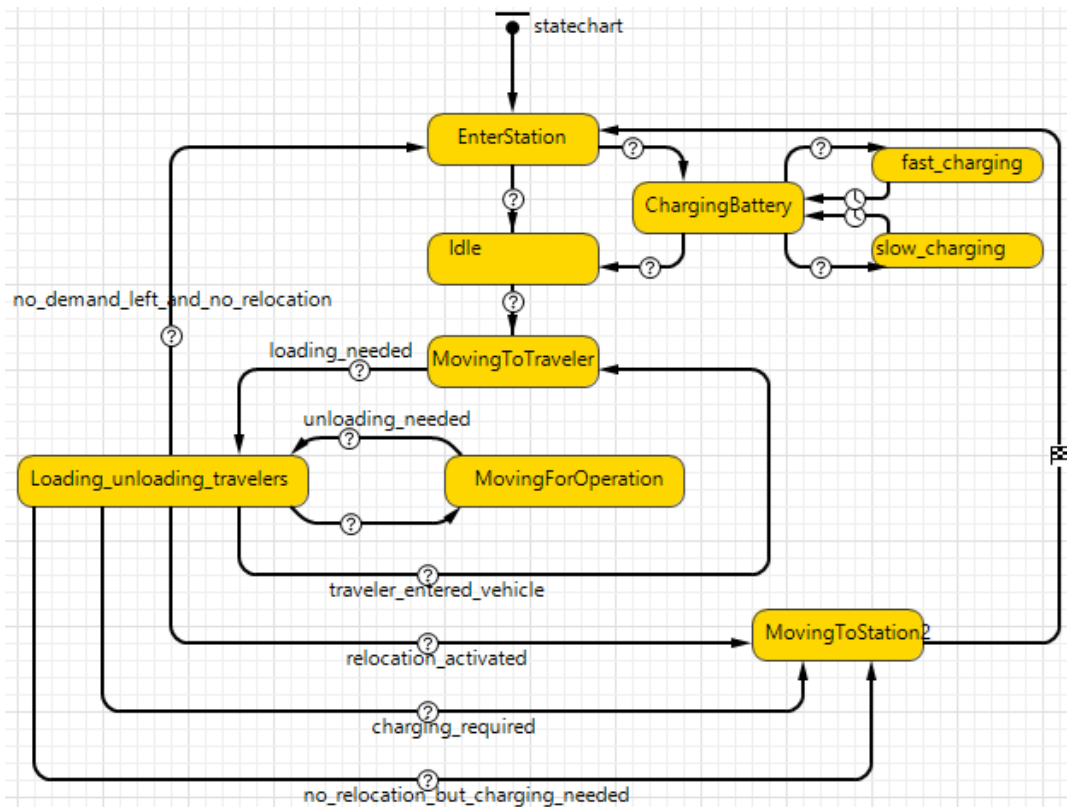 statechart
EnterStation
fast_charging
ChargingBattery
Idle
slow_charging
no_demand_left_and_no_relocation
loading_needed
MovingToTraveler
unloading_needed
Loading_unloading_travelers
MovingForOperation
traveler_entered_vehicle
MovingToStation2
relocation_activated
charging_required
no_relocation_but_charging_needed